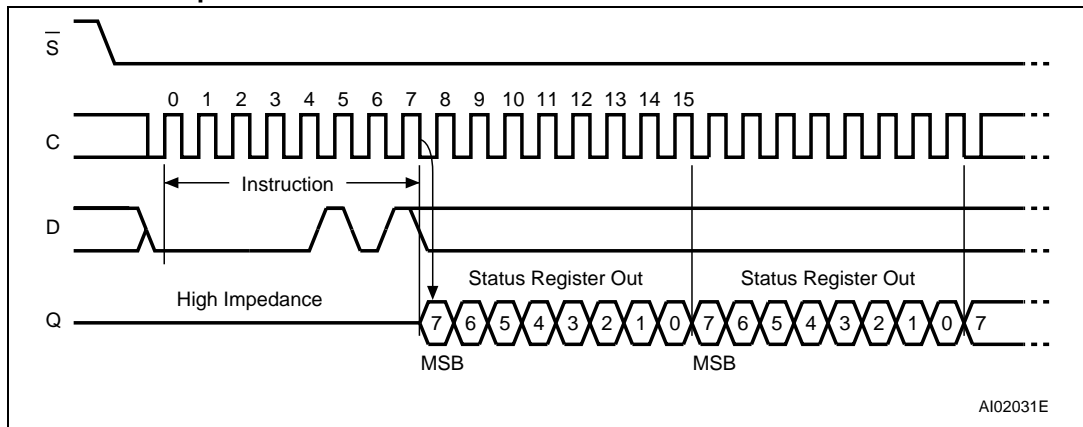 S
0 1 2 3 4 5 6 7 8 9 10 11 12 13 14 15
C
Instruction
D
Status Register Out Status Register Out
High Impedance
Q 7 6 5 4 3 2 1 0 7 6 5 4 3 2 1 0 7
MSB MSB
AI02031E